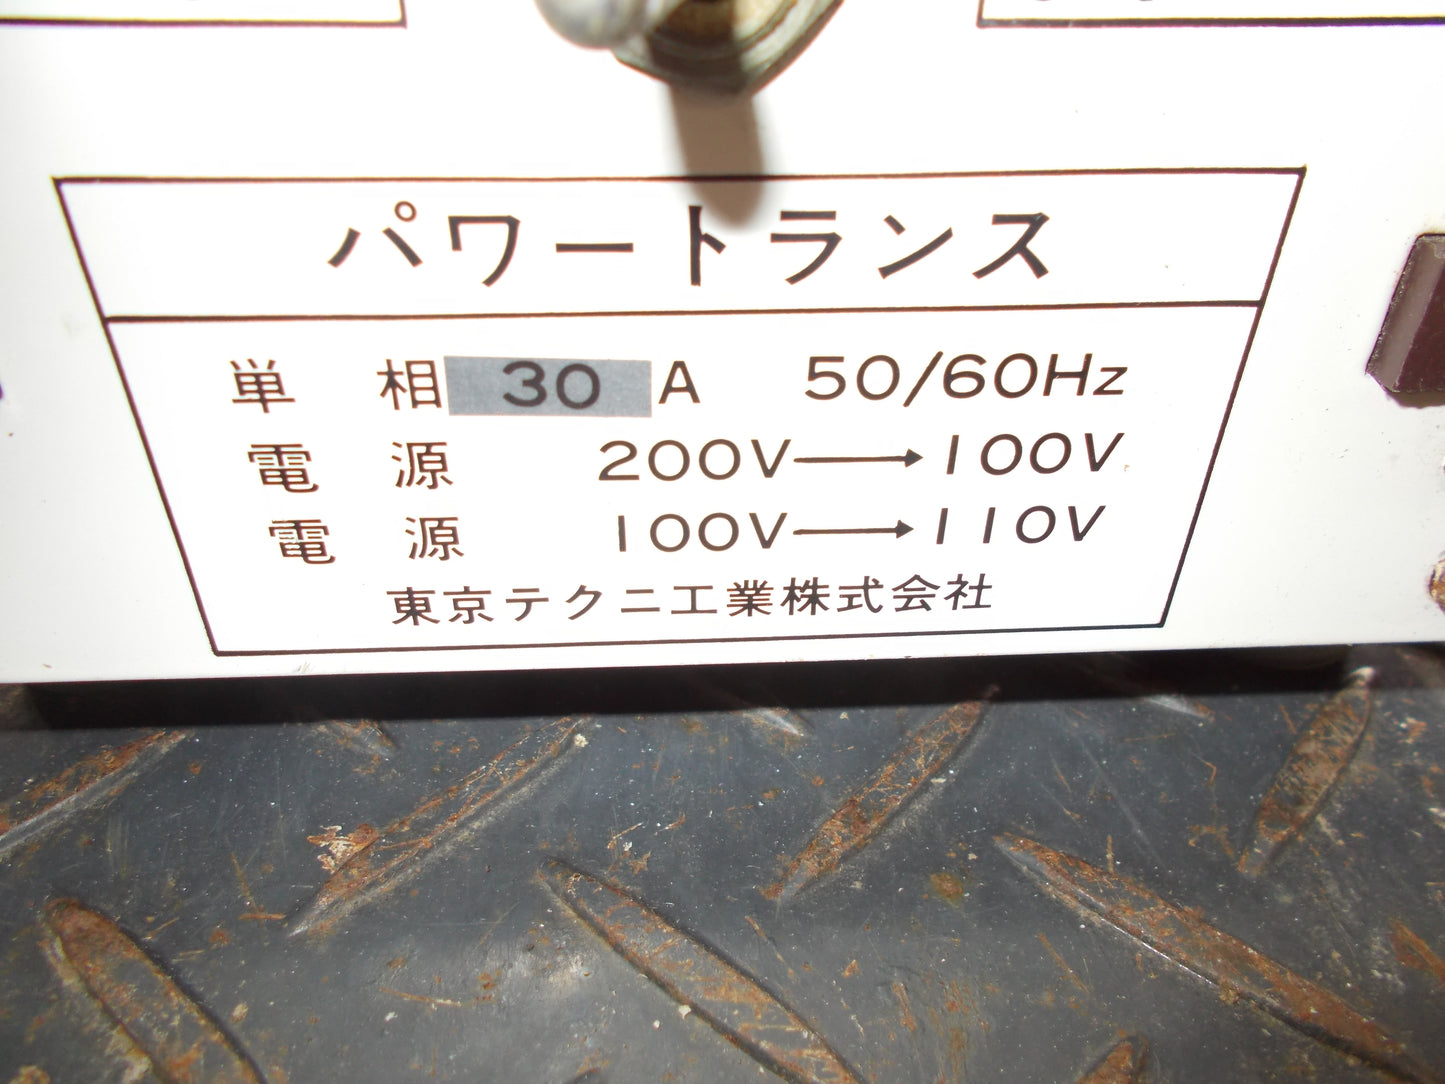 パワートランス
単 相 30 A 50/60Hz
電 源 200V→100V
電 源 100V→110V
東京テクニ工業株式会社